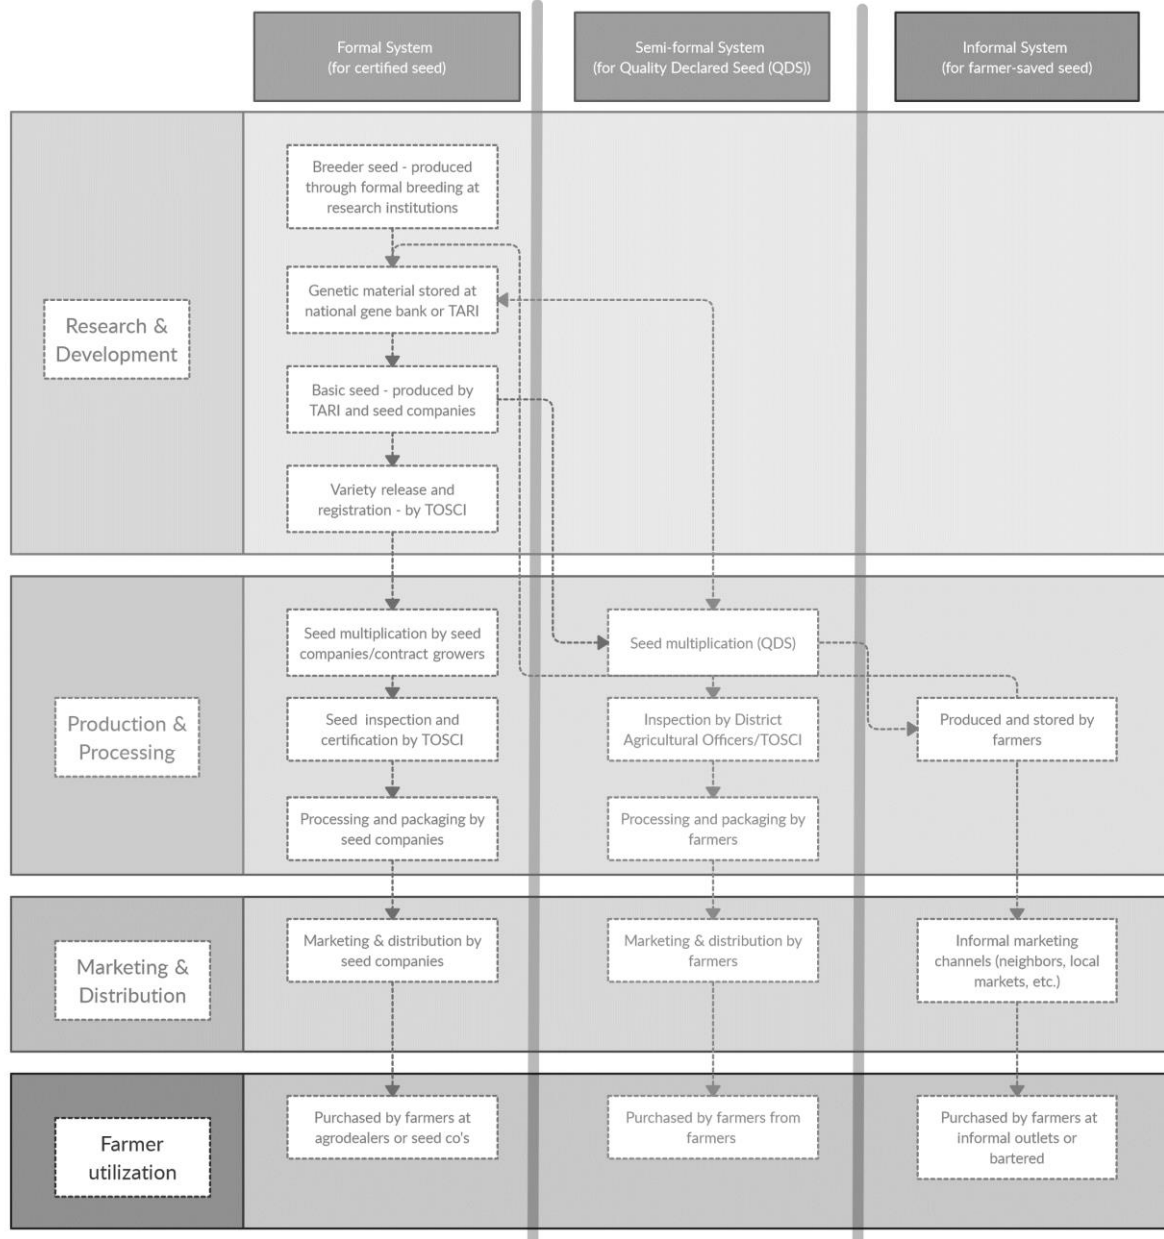 Formal System
(for certified seed)
Semi-formal System
(for Quality Declared Seed (QDS))
Informal System
(for farmer-saved seed)
Research &
Development
Breeder seed - produced
through formal breeding at
research institutions
Genetic material stored at
national gene bank or TARI
Basic seed - produced by
TARI and seed companies
Variety release and
registration - by TOSCI
Production &
Processing
Seed multiplication by seed
companies/contract growers
Seed multiplication (QDS)
Seed inspection and
certification by TOSCI
Inspection by District
Agricultural Officers/TOSCI
Produced and stored by
farmers
Processing and packaging by
seed companies
Processing and packaging by
farmers
Marketing &
Distribution
Marketing & distribution by
seed companies
Marketing & distribution by
farmers
Informal marketing
channels (neighbors, local
markets, etc.)
Farmer
utilization
Purchased by farmers at
agrodealers or seed co's
Purchased by farmers from
farmers
Purchased by farmers at
informal outlets or
bartered